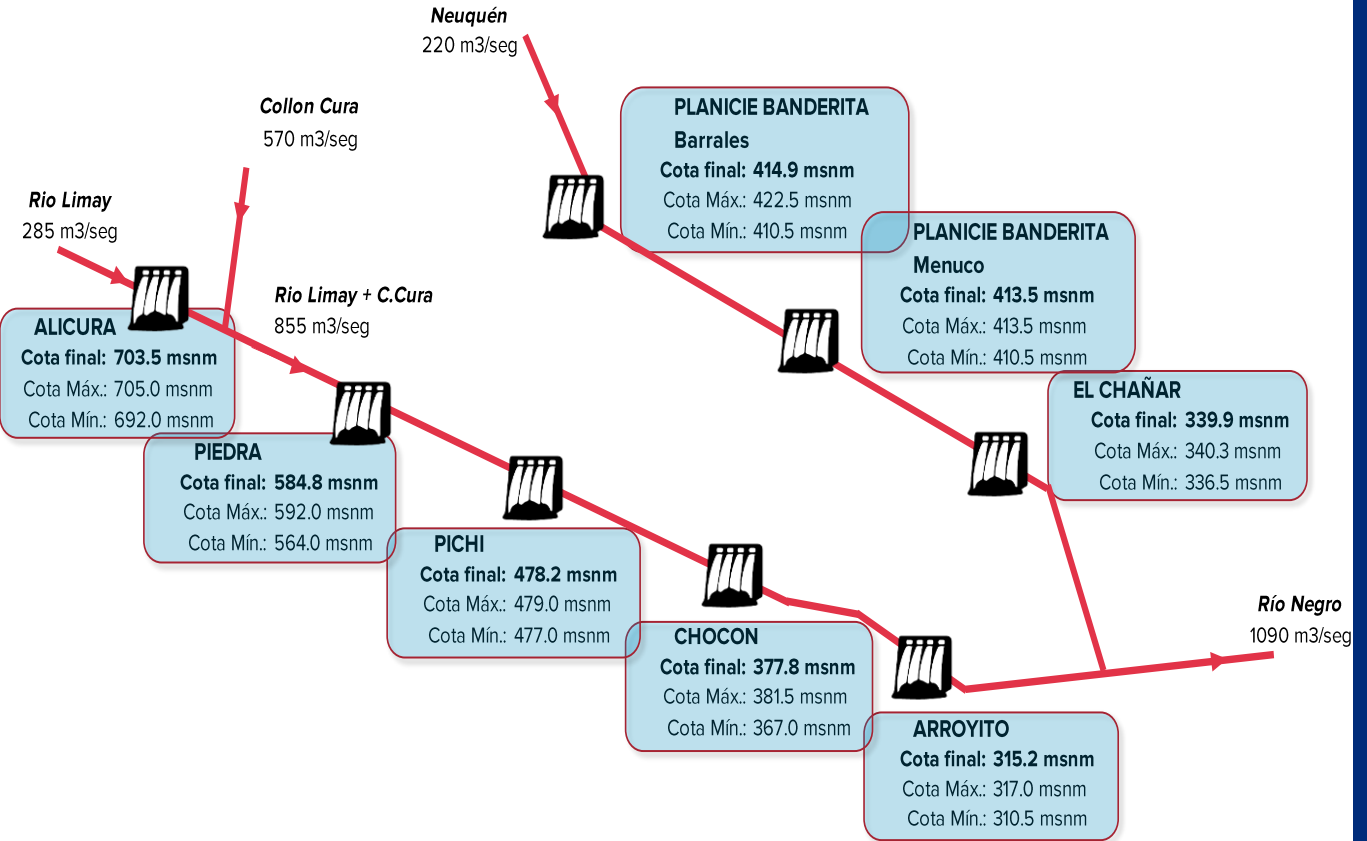 Neuquén
220 m3/seg
Collon Cura
570 m3/seg
Rio Limay
285 m3/seg
Rio Limay + C.Cura
855 m3/seg
PLANICIE BANDERITA
Barrales
Cota final: 414.9 msnm
Cota Máx.: 422.5 msnm
Cota Mín.: 410.5 msnm
PLANICIE BANDERITA
Menuco
Cota final: 413.5 msnm
Cota Máx.: 413.5 msnm
Cota Mín.: 410.5 msnm
EL CHAÑAR
Cota final: 339.9 msnm
Cota Máx.: 340.3 msnm
Cota Mín.: 336.5 msnm
ALICURA
Cota final: 703.5 msnm
Cota Máx.: 705.0 msnm
Cota Mín.: 692.0 msnm
PIEDRA
Cota final: 584.8 msnm
Cota Máx.: 592.0 msnm
Cota Mín.: 564.0 msnm
PICHI
Cota final: 478.2 msnm
Cota Máx.: 479.0 msnm
Cota Mín.: 477.0 msnm
CHOCON
Cota final: 377.8 msnm
Cota Máx.: 381.5 msnm
Cota Mín.: 367.0 msnm
ARROYITO
Cota final: 315.2 msnm
Cota Máx.: 317.0 msnm
Cota Mín.: 310.5 msnm
Río Negro
1090 m3/seg